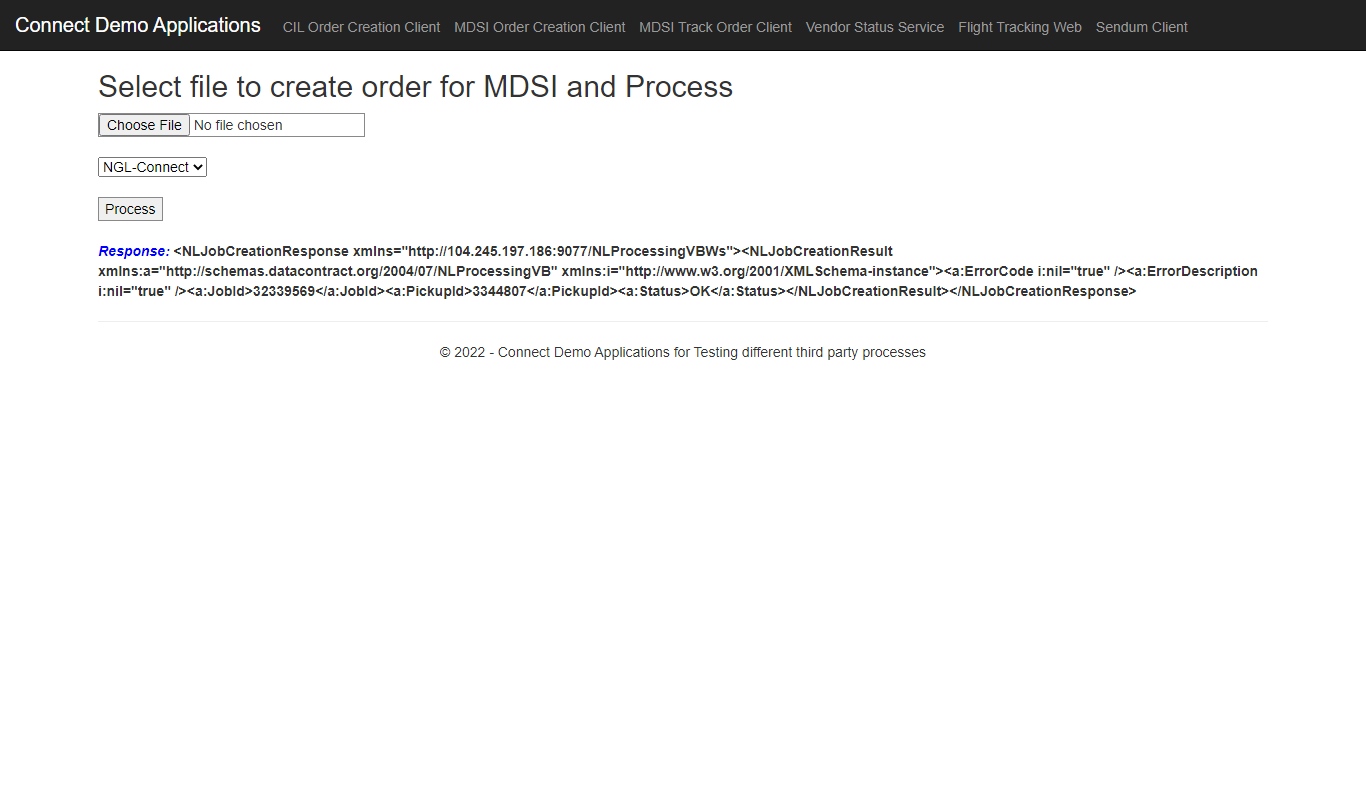 Connect Demo Applications CIL Order Creation Client MDSI Order Creation Client MDSI Track Order Client Vendor Status Service Flight Tracking Web Sendum Client
Select file to create order for MDSI and Process
Choose File No file chosen
NGL-Connect
Process
Response: <NLJobCreationResponse xmlns="http://104.245.197.186:9077/NLProcessingVBWs"><NLJobCreationResult
xmlns:a="http://schemas.datacontract.org/2004/07/NLProcessingVB" xmlns:i="http://www.w3.org/2001/XMLSchema-instance"><a:ErrorCode i:nil="true" /><a:ErrorDescription
i:nil="true" /><a:JobId>32339569</a:JobId><a:PickupId>3344807</a:PickupId><a:Status>OK</a:Status></NLJobCreationResult></NLJobCreationResponse>
© 2022 - Connect Demo Applications for Testing different third party processes